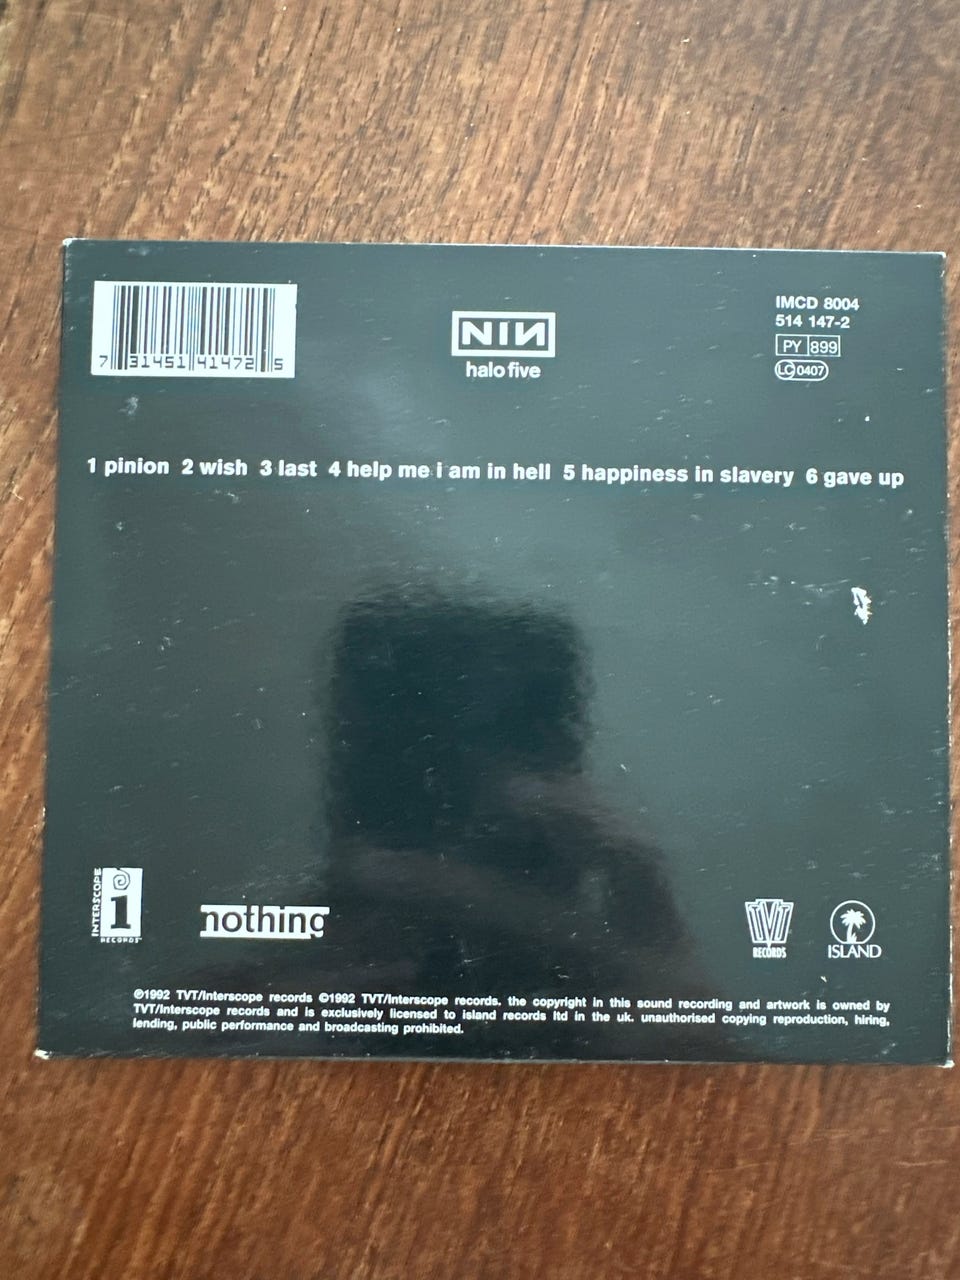 7 31451 41472 5
NIN
halo five
IMCD 8004
514 147-2
PY 899
LC 0407
1 pinion 2 wish 3 last 4 help me i am in hell 5 happiness in slavery 6 gave up
INTERSCOPE
1
RECORDS
nothing
TVT
RECORDS
ISLAND
℗1992 TVT/Interscope records ©1992 TVT/Interscope records. the copyright in this sound recording and artwork is owned by
TVT/Interscope records and is exclusively licensed to island records ltd in the uk. unauthorised copying reproduction, hiring,
lending, public performance and broadcasting prohibited.